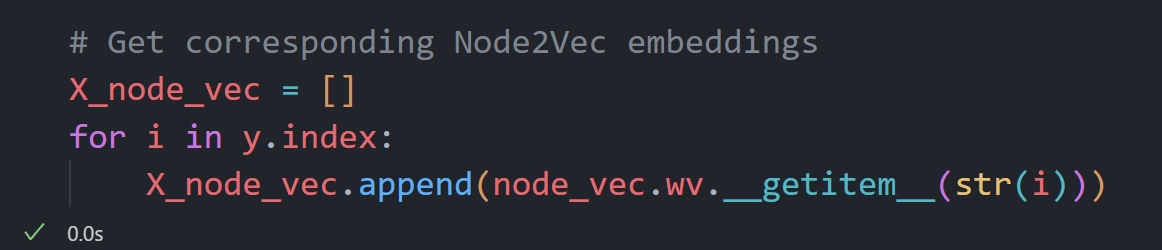 # Get corresponding Node2Vec embeddings
X_node_vec = []
for i in y.index:
    X_node_vec.append(node_vec.wv.__getitem__(str(i)))
0.0s